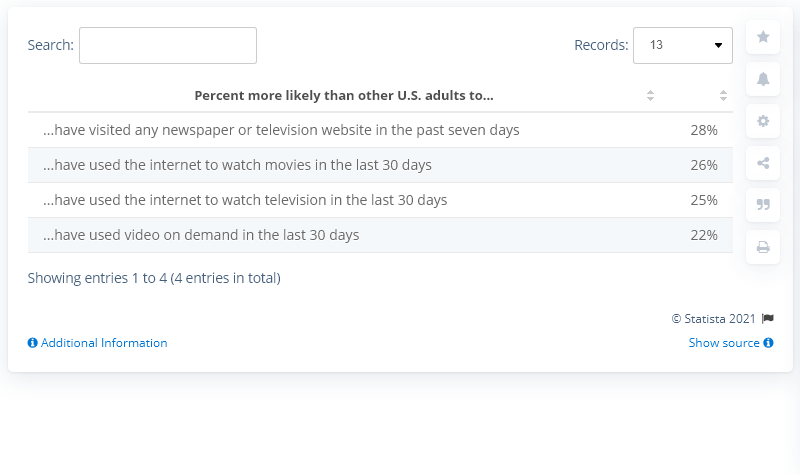 Search:
Records: 13
Percent more likely than other U.S. adults to...
...have visited any newspaper or television website in the past seven days 28%
...have used the internet to watch movies in the last 30 days 26%
...have used the internet to watch television in the last 30 days 25%
...have used video on demand in the last 30 days 22%
Showing entries 1 to 4 (4 entries in total)
© Statista 2021
Additional Information
Show source